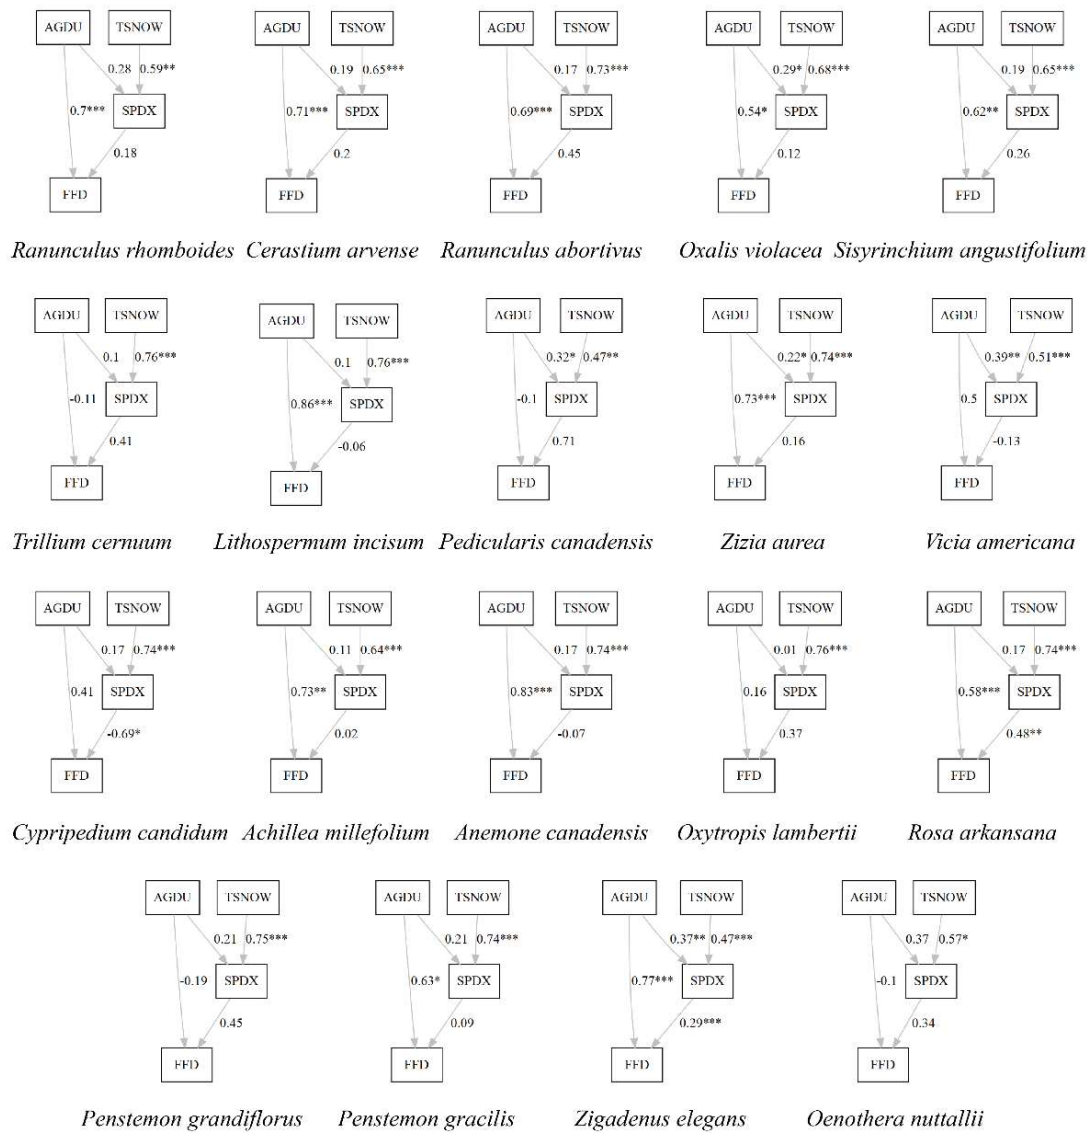 AGDU TSNOW AGDU TSNOW AGDU TSNOW AGDU TSNOW AGDU TSNOW
0.28 0.59** 0.19 0.65*** 0.17 0.73*** 0.29* 0.68*** 0.19 0.65***
0.7*** SPDX 0.71*** SPDX 0.69*** SPDX 0.54* SPDX 0.62** SPDX
0.18 0.2 0.45 0.12 0.26
FFD FFD FFD FFD FFD
Ranunculus rhomboides Cerastium arvense Ranunculus abortivus Oxalis violacea Sisyrinchium angustifolium
AGDU TSNOW AGDU TSNOW AGDU TSNOW AGDU TSNOW AGDU TSNOW
0.1 0.76*** 0.1 0.76*** 0.32* 0.47** 0.22* 0.74*** 0.39** 0.51***
-0.11 SPDX 0.86*** SPDX -0.1 SPDX 0.73*** SPDX 0.5 SPDX
0.41 -0.06 0.71 0.16 -0.13
FFD FFD FFD FFD FFD
Trillium cernuum Lithospermum incisum Pedicularis canadensis Zizia aurea Vicia americana
AGDU TSNOW AGDU TSNOW AGDU TSNOW AGDU TSNOW AGDU TSNOW
0.17 0.74*** 0.11 0.64*** 0.17 0.74*** 0.01 0.76*** 0.17 0.74***
0.41 SPDX 0.73** SPDX 0.83*** SPDX 0.16 SPDX 0.58*** SPDX
-0.69* 0.02 -0.07 0.37 0.48**
FFD FFD FFD FFD FFD
Cypripedium candidum Achillea millefolium Anemone canadensis Oxytropis lambertii Rosa arkansana
AGDU TSNOW AGDU TSNOW AGDU TSNOW AGDU TSNOW
0.21 0.75*** 0.21 0.74*** 0.37** 0.47*** 0.37 0.57*
-0.19 SPDX 0.63* SPDX 0.77*** SPDX -0.1 SPDX
0.45 0.09 0.29*** 0.34
FFD FFD FFD FFD
Penstemon grandiflorus Penstemon gracilis Zigadenus elegans Oenothera nuttallii